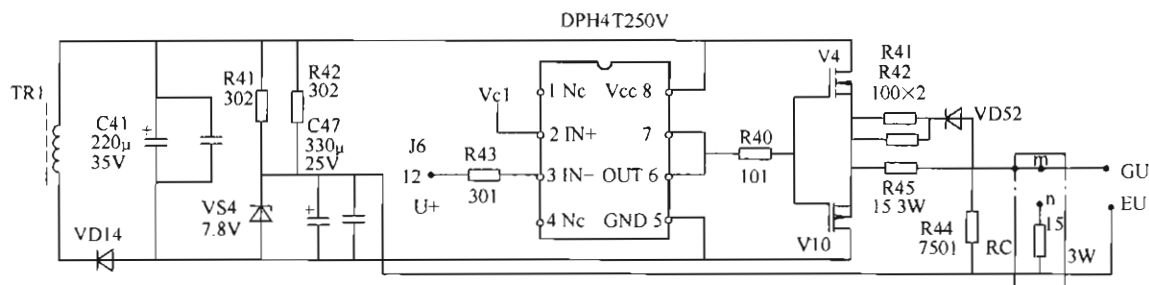 DPH4T250V
TR1
C41
220μ
35V
R41
302
R42
302
C47
330μ
25V
VS4
7.8V
VD14
Vc1
J6
12
U+
R43
301
1 Nc
2 IN+
3 IN-
4 Nc
Vcc 8
7
OUT 6
GND 5
R40
101
V4
V10
R41
R42
100×2
VD52
R45
15 3W
R44
7501
RC
m
n
15
3W
GU
EU